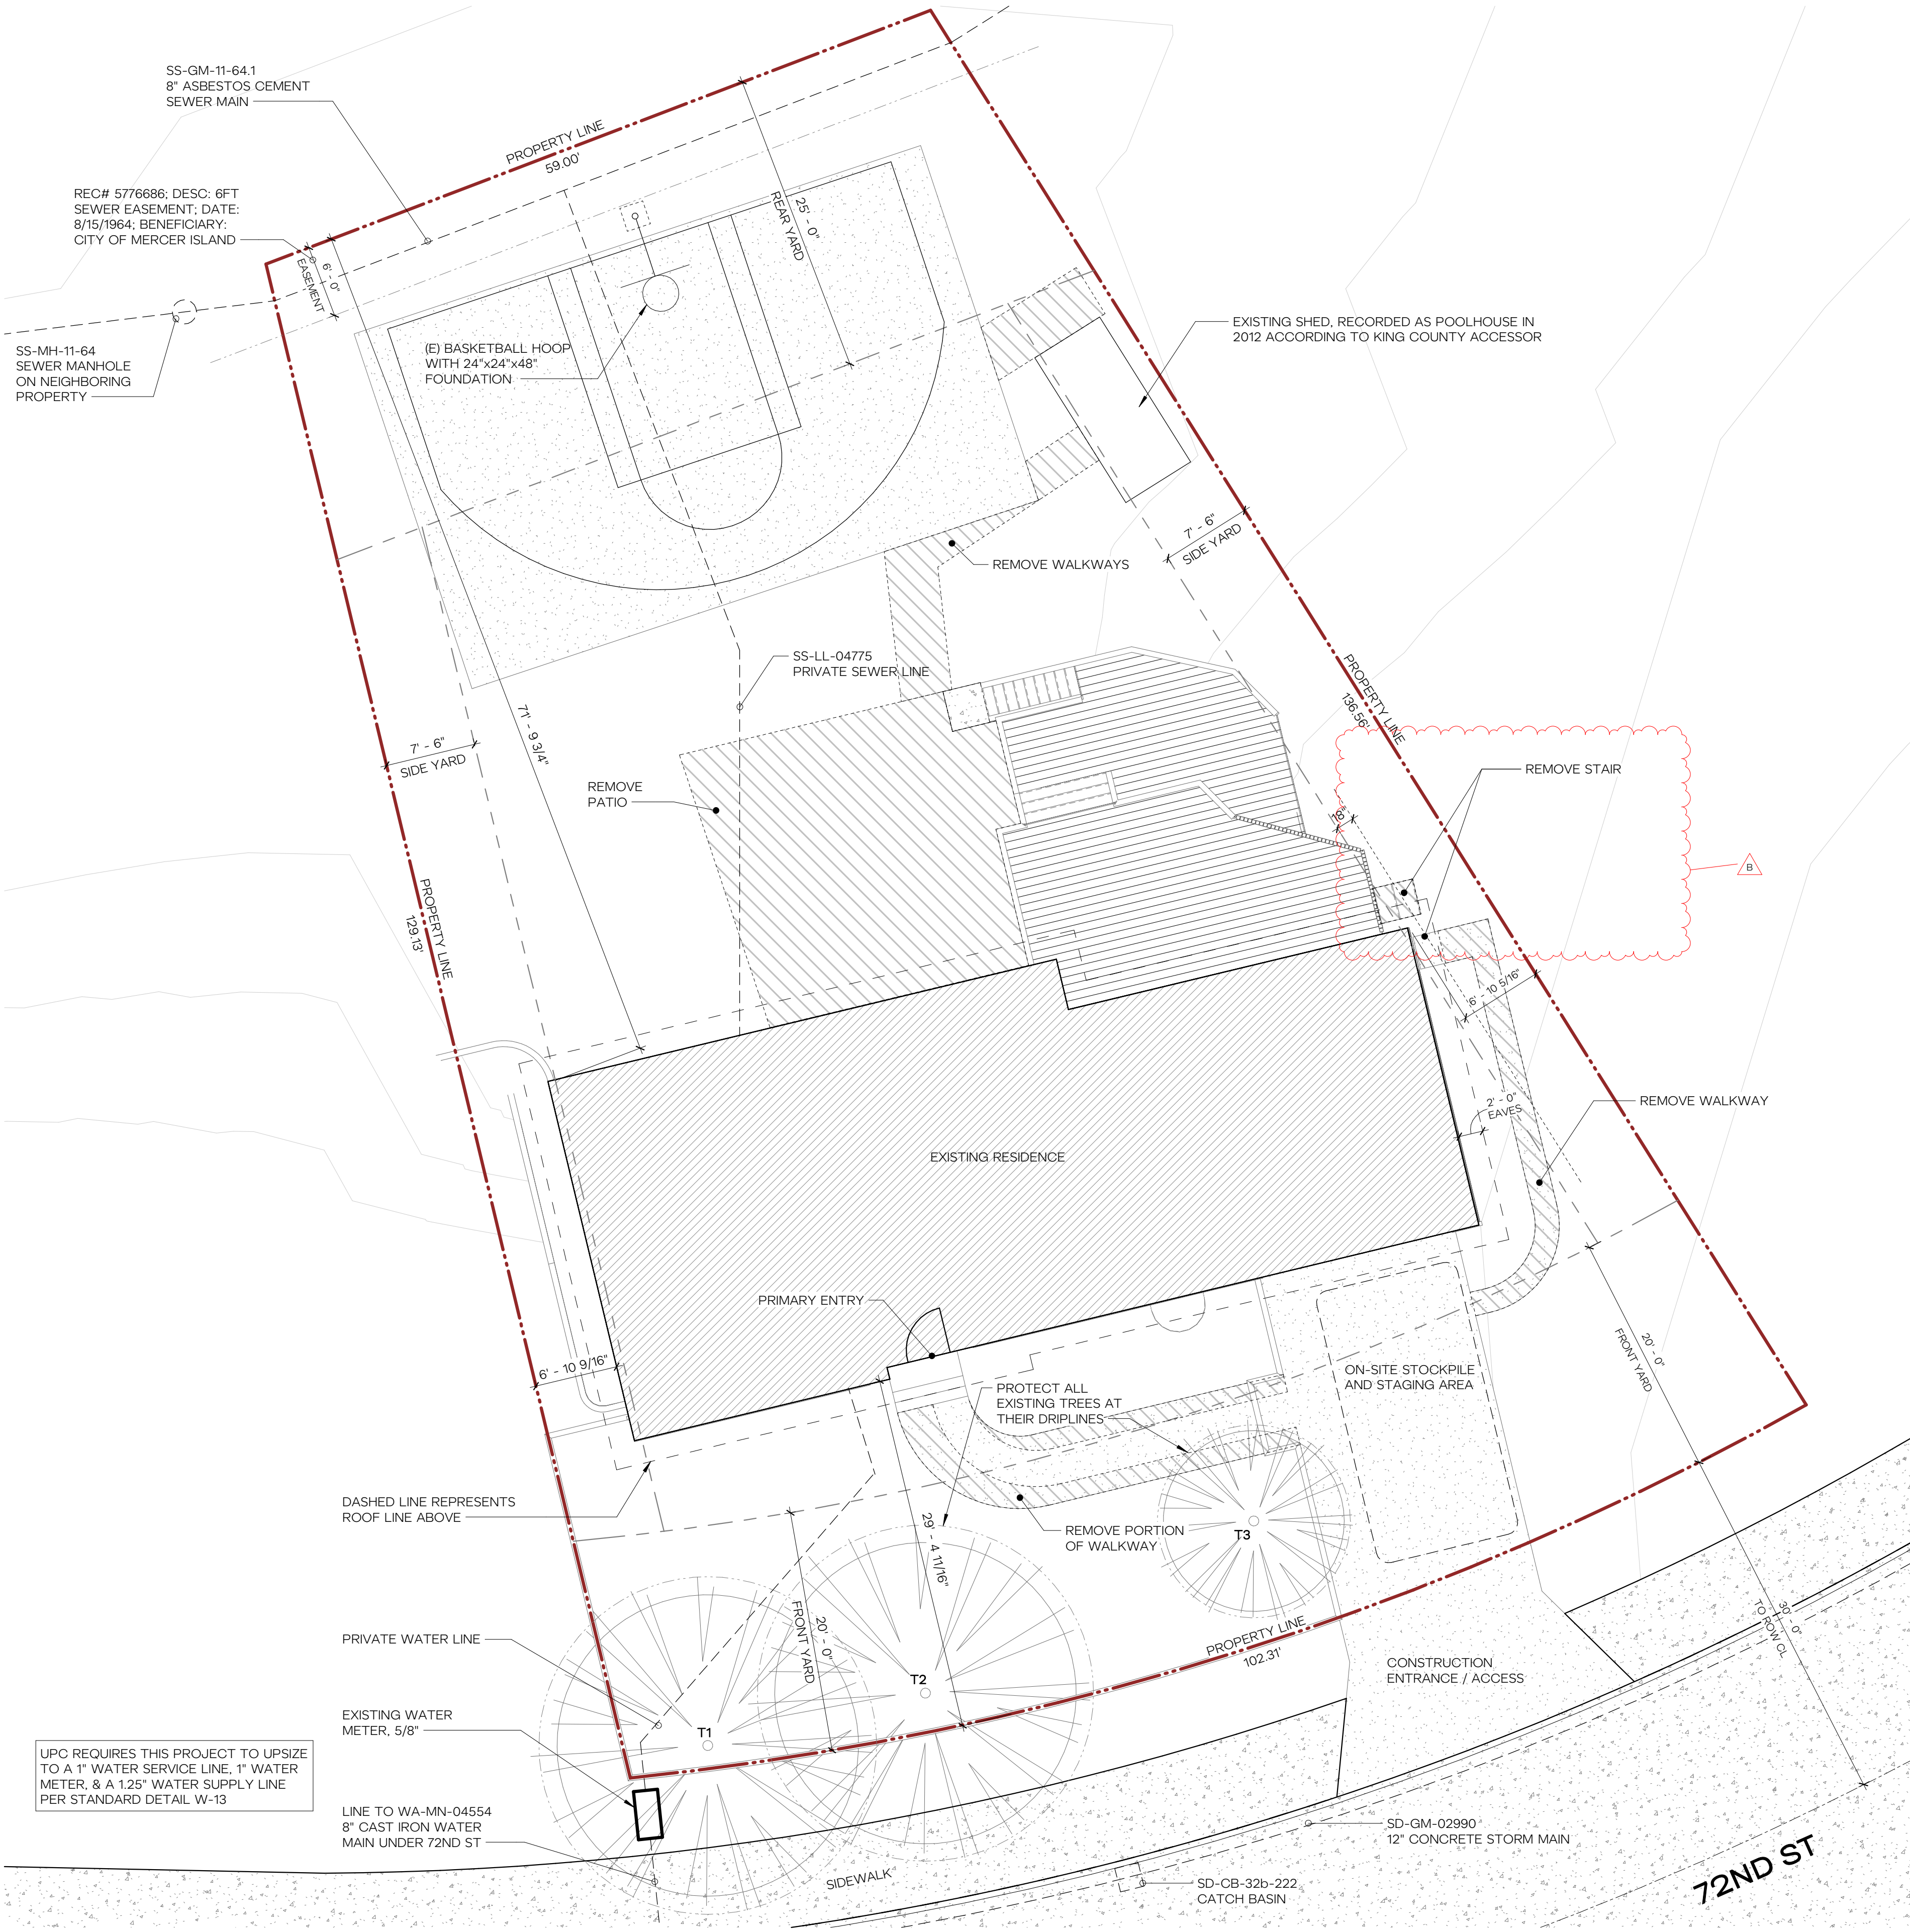 SS-GM-11-64.1
8" ASBESTOS CEMENT
SEWER MAIN
PROPERTY LINE
59.00'
REC# 5776686; DESC: 6FT
SEWER EASEMENT; DATE:
8/15/1964; BENEFICIARY:
CITY OF MERCER ISLAND
6' - 0"
EASEMENT
25' - 0"
REAR YARD
SS-MH-11-64
SEWER MANHOLE
ON NEIGHBORING
PROPERTY
(E) BASKETBALL HOOP
WITH 24"x24"x48"
FOUNDATION
EXISTING SHED, RECORDED AS POOLHOUSE IN
2012 ACCORDING TO KING COUNTY ACCESSOR
7' - 6"
SIDE YARD
REMOVE WALKWAYS
SS-LL-04775
PRIVATE SEWER LINE
PROPERTY LINE
136.56'
71' - 9 3/4"
7' - 6"
SIDE YARD
REMOVE
PATIO
REMOVE STAIR
18"
B
PROPERTY LINE
129.13'
6' - 10 5/16"
2' - 0"
EAVES
REMOVE WALKWAY
EXISTING RESIDENCE
PRIMARY ENTRY
6' - 10 9/16"
PROTECT ALL
EXISTING TREES AT
THEIR DRIPLINES
ON-SITE STOCKPILE
AND STAGING AREA
20' - 0"
FRONT YARD
DASHED LINE REPRESENTS
ROOF LINE ABOVE
29' - 4 11/16"
REMOVE PORTION
OF WALKWAY
T3
20' - 0"
FRONT YARD
PRIVATE WATER LINE
T2
T1
PROPERTY LINE
102.31'
30' - 0"
TO ROW CL
CONSTRUCTION
ENTRANCE / ACCESS
EXISTING WATER
METER, 5/8"
UPC REQUIRES THIS PROJECT TO UPSIZE
TO A 1" WATER SERVICE LINE, 1" WATER
METER, & A 1.25" WATER SUPPLY LINE
PER STANDARD DETAIL W-13
LINE TO WA-MN-04554
8" CAST IRON WATER
MAIN UNDER 72ND ST
SIDEWALK
SD-GM-02990
12" CONCRETE STORM MAIN
SD-CB-32b-222
CATCH BASIN
72ND ST